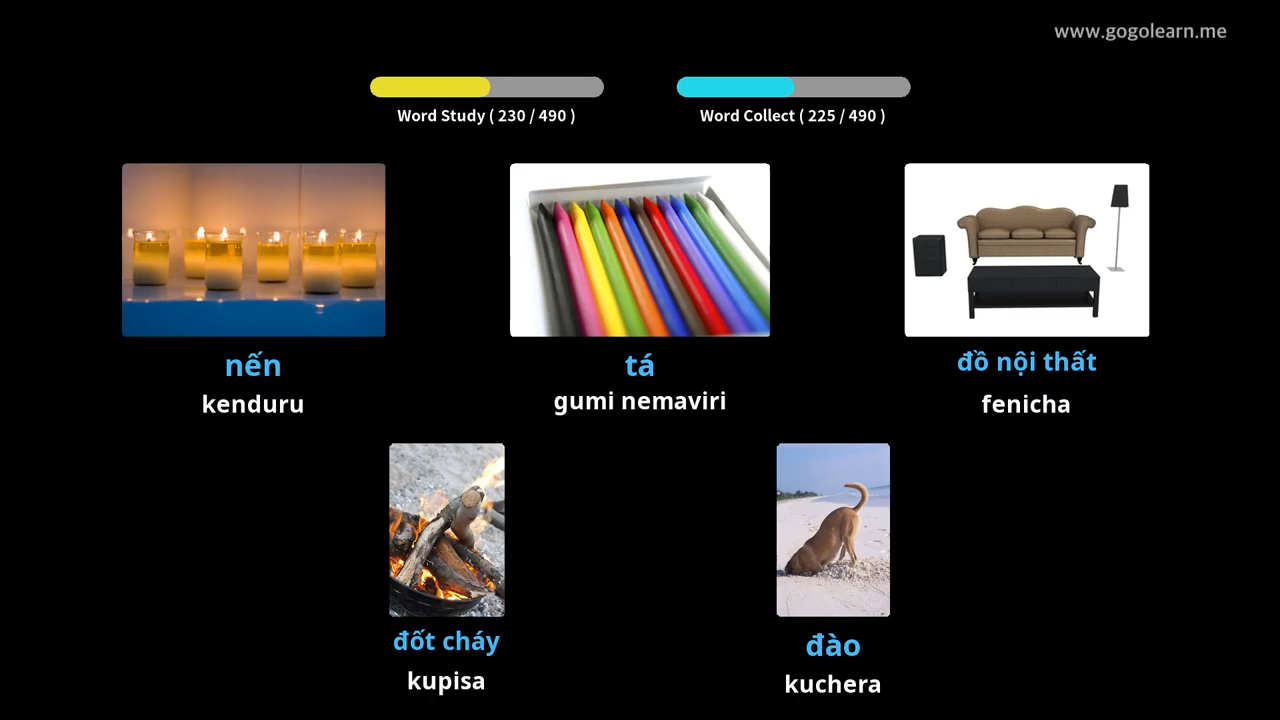 www.gogolearn.me
Word Study ( 230 / 490 )
Word Collect ( 225 / 490 )
nến
tá
đồ nội thất
kenduru
gumi nemaviri
fenicha
đốt cháy
đào
kupisa
kuchera